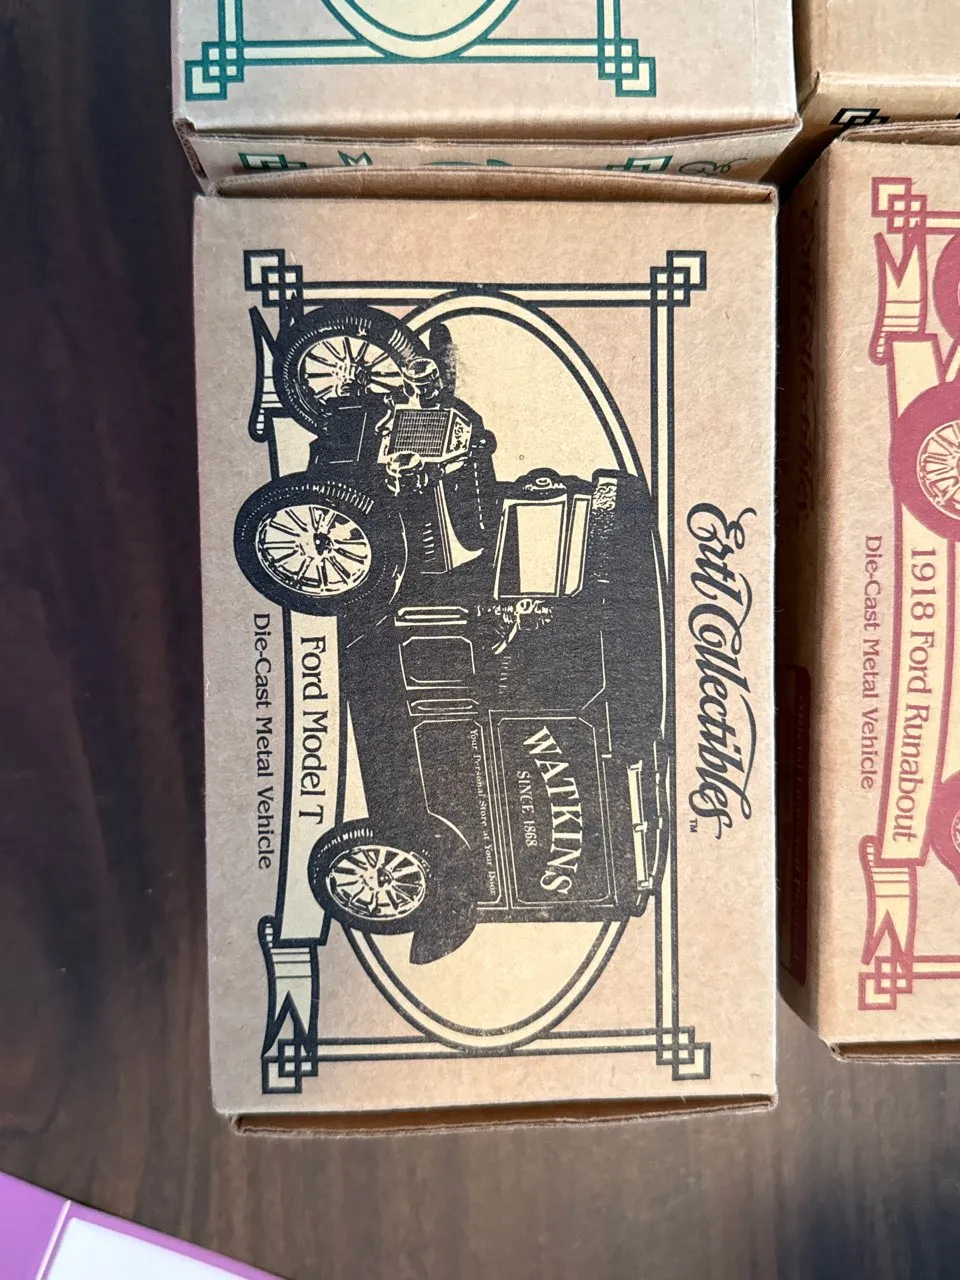 Ertl Collectibles™
WATKINS
SINCE 1868
Your Personal Store at Your Door
Ford Model T
Die-Cast Metal Vehicle
1918 Ford Runabout
Die-Cast Metal Vehicle